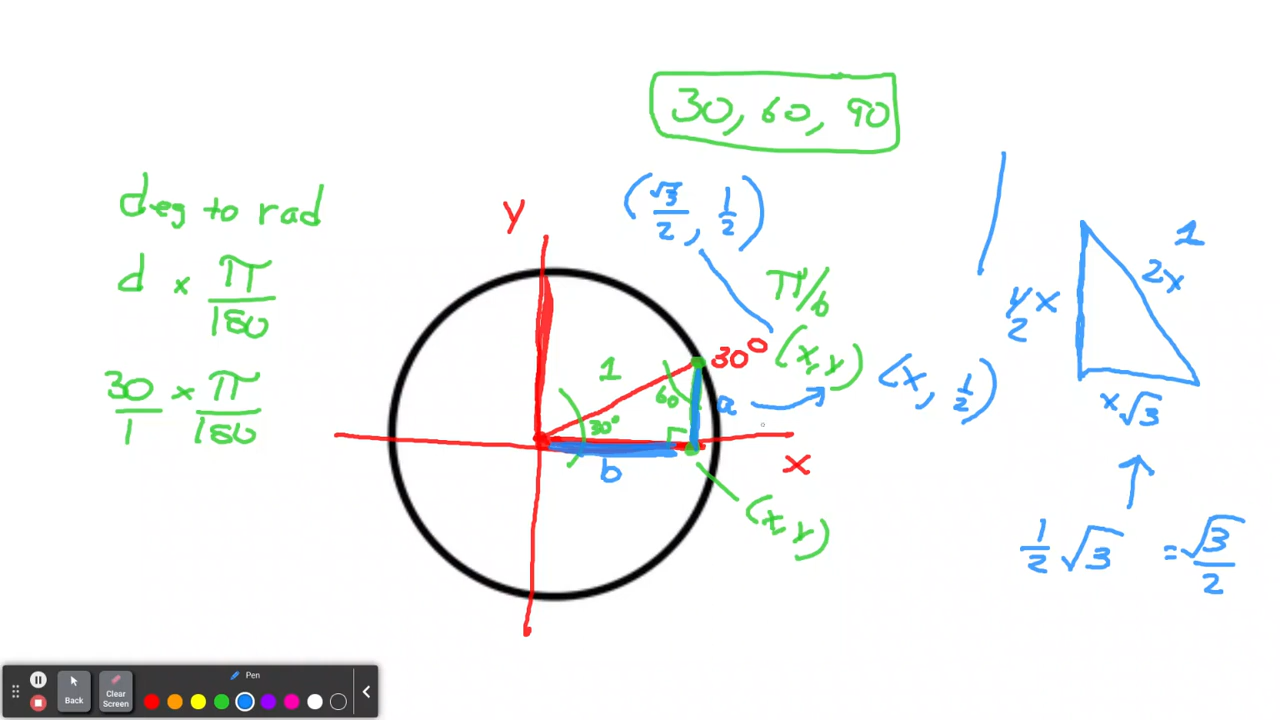 30, 60, 90
deg to rad
d × π/180
30/1 × π/180
y
(√3/2, 1/2)
π/6
30° (x, y)
(x, 1/2)
1
60
a
30°
b
x
(x, y)
1
2x
1/2 x
x√3
1/2 √3 = √3/2
Pen
Back
Clear Screen